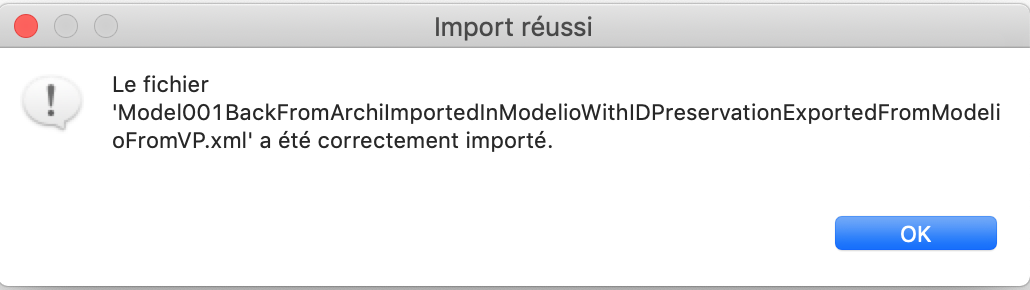 Import réussi
Le fichier
'Model001BackFromArchiImportedInModelioWithIDPreservationExportedFromModeli
oFromVP.xml' a été correctement importé.
OK